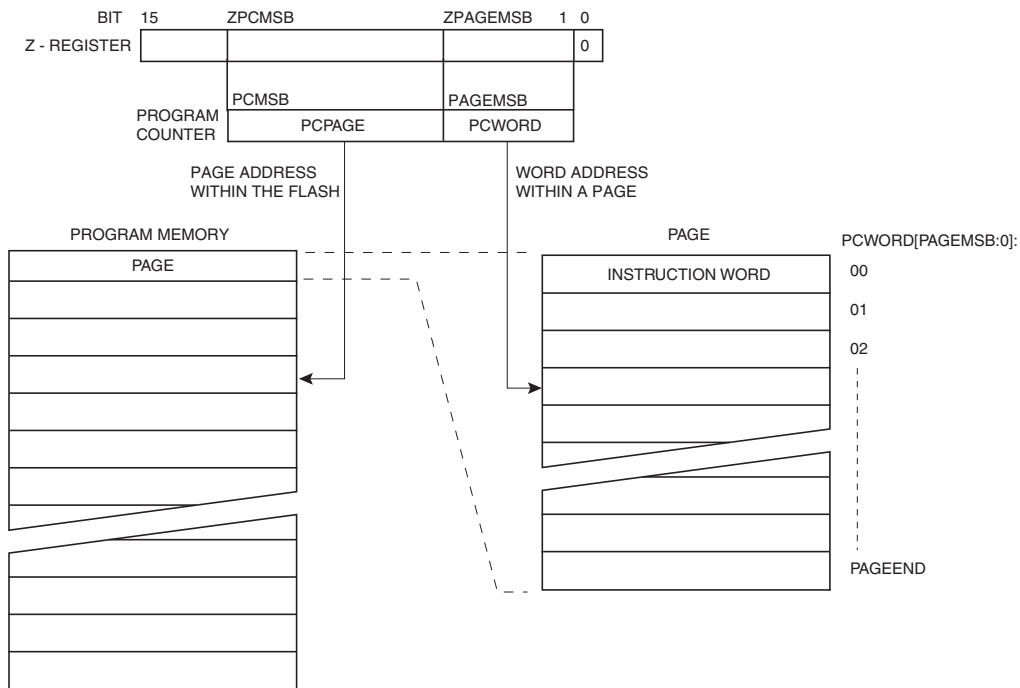 BIT 15 ZPCMSB ZPAGEMSB 1 0
Z - REGISTER 0
PCMSB PAGEMSB
PROGRAM
COUNTER
PCPAGE PCWORD
PAGE ADDRESS
WITHIN THE FLASH
WORD ADDRESS
WITHIN A PAGE
PROGRAM MEMORY
PAGE
PAGE
PCWORD[PAGEMSB:0]:
INSTRUCTION WORD
00
01
02
PAGEEND